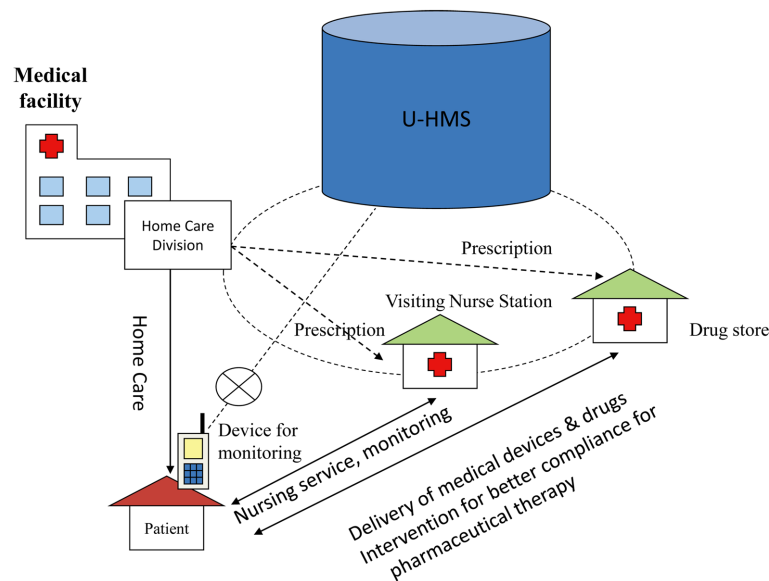 U-HMS
Medical
facility
Home Care
Division
Prescription
Visiting Nurse Station
Prescription
Drug store
Home Care
Device for
monitoring
Nursing service, monitoring
Delivery of medical devices & drugs
Intervention for better compliance for
pharmaceutical therapy
Patient